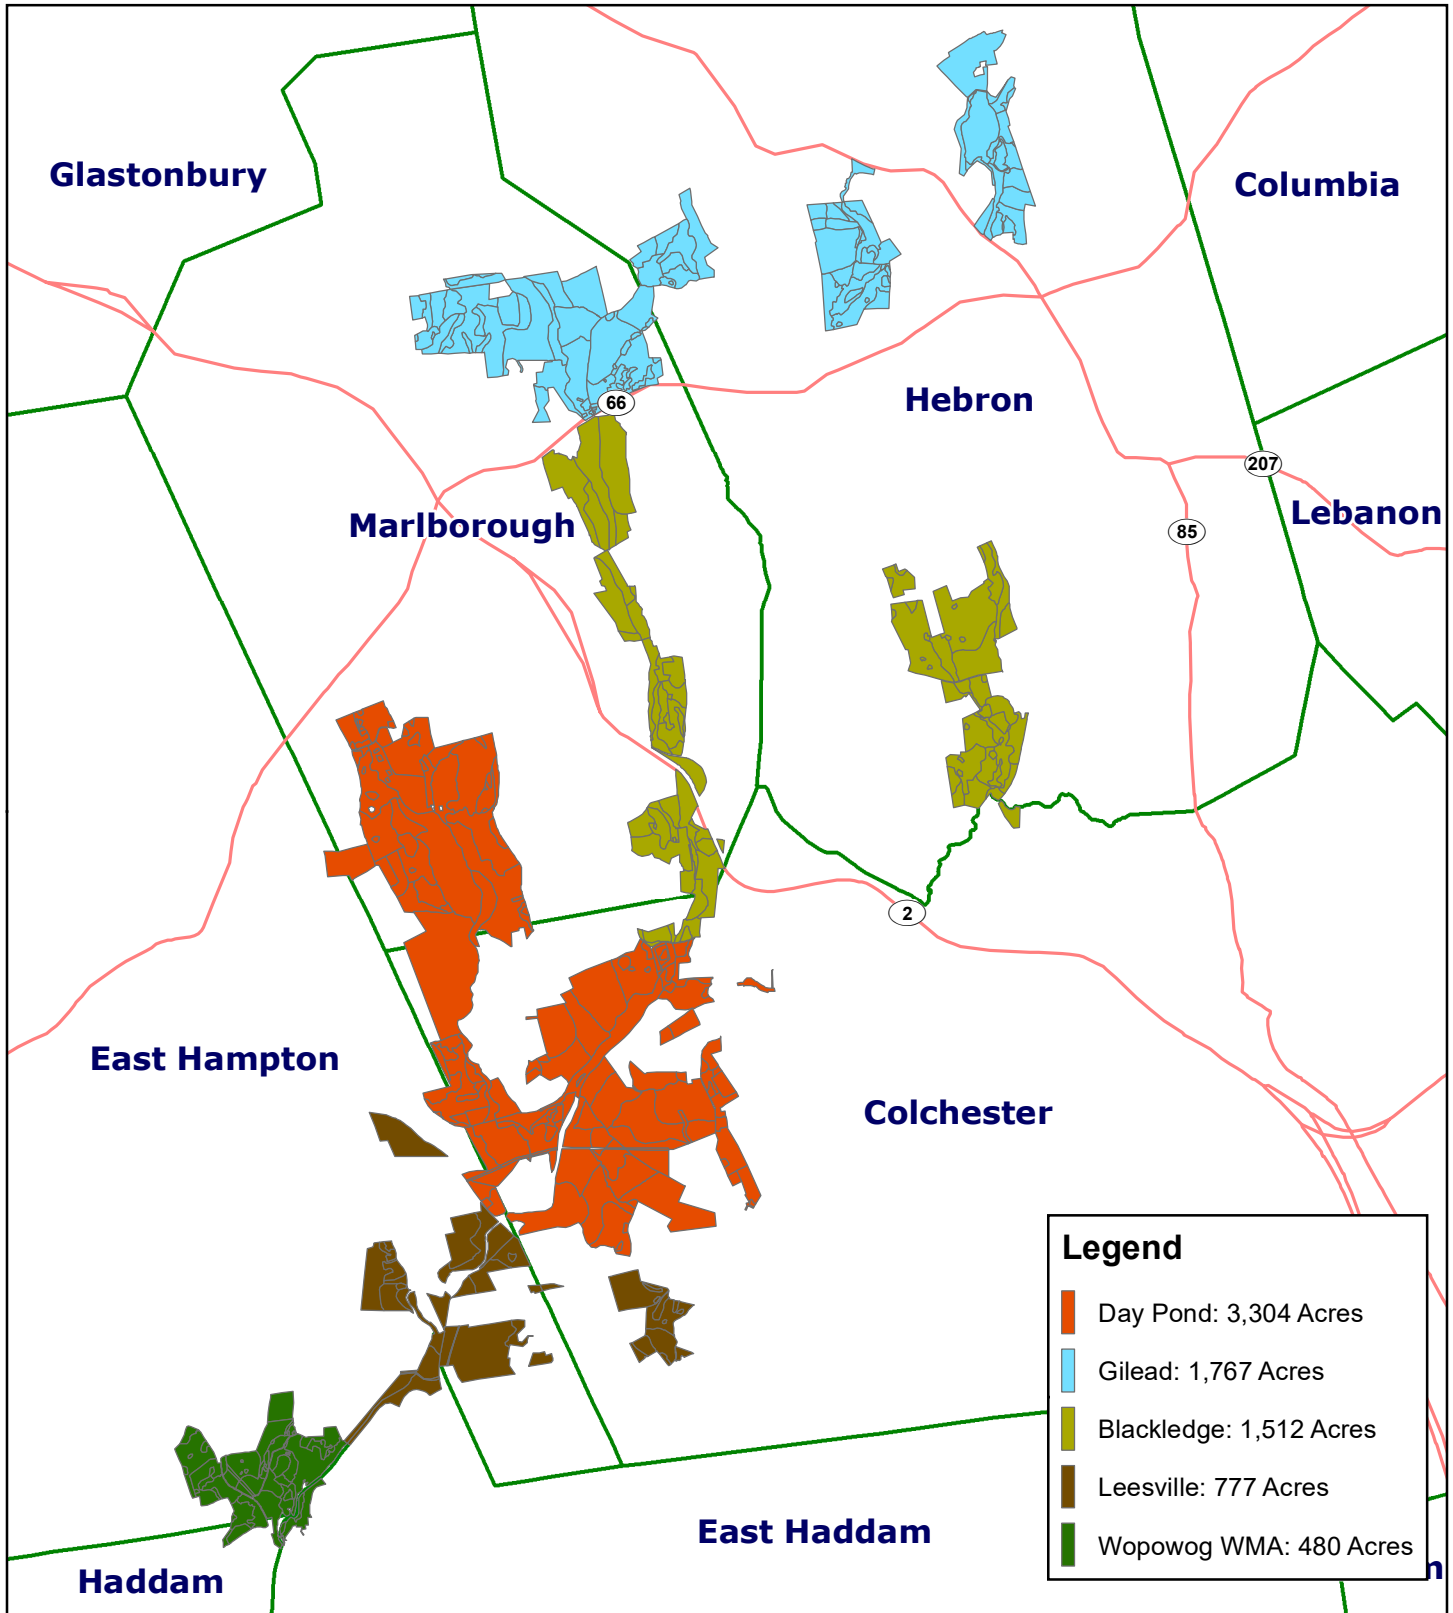 Glastonbury
Columbia
Hebron
66
207
Lebanon
Marlborough
85
2
East Hampton
Colchester
Legend
Day Pond: 3,304 Acres
Gilead: 1,767 Acres
Blackledge: 1,512 Acres
Leesville: 777 Acres
Wopowog WMA: 480 Acres
East Haddam
Haddam